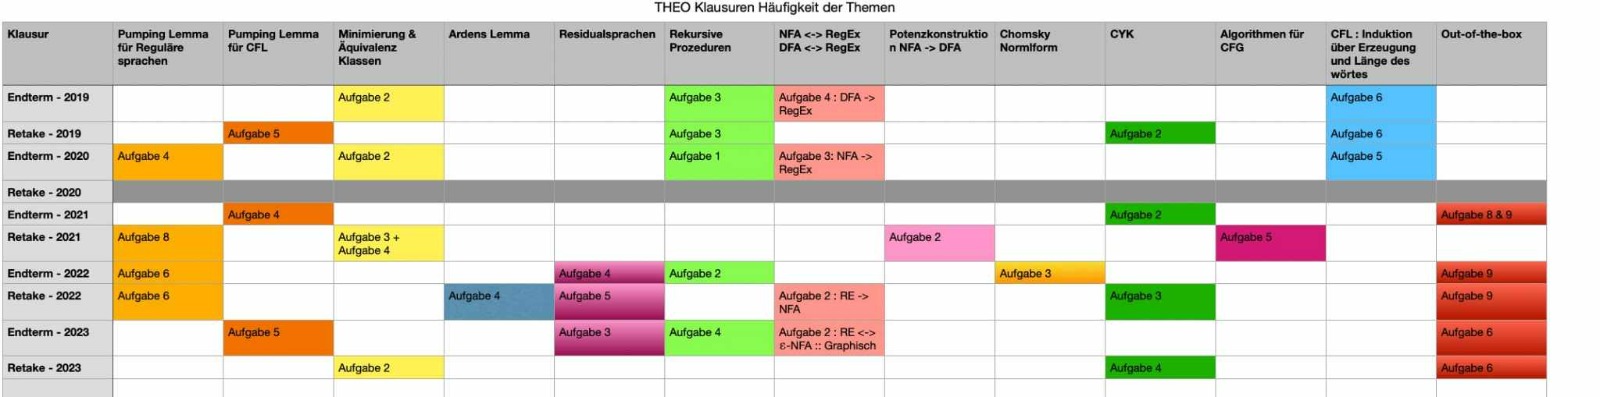 THEO Klausuren Häufigkeit der Themen
Klausur
Pumping Lemma
für Reguläre
sprachen
Pumping Lemma
für CFL
Minimierung &
Äquivalenz
Klassen
Ardens Lemma
Residualsprachen
Rekursive
Prozeduren
NFA <-> RegEx
DFA <-> RegEx
Potenzkonstruktio
n NFA -> DFA
Chomsky
Normlform
CYK
Algorithmen für
CFG
CFL : Induktion
über Erzeugung
und Länge des
wörtes
Out-of-the-box
Endterm - 2019
Aufgabe 2
Aufgabe 3
Aufgabe 4 : DFA ->
RegEx
Aufgabe 6
Retake - 2019
Aufgabe 5
Aufgabe 3
Aufgabe 2
Aufgabe 6
Endterm - 2020
Aufgabe 4
Aufgabe 2
Aufgabe 1
Aufgabe 3: NFA ->
RegEx
Aufgabe 5
Retake - 2020
Endterm - 2021
Aufgabe 4
Aufgabe 2
Aufgabe 8 & 9
Retake - 2021
Aufgabe 8
Aufgabe 3 +
Aufgabe 4
Aufgabe 2
Aufgabe 5
Endterm - 2022
Aufgabe 6
Aufgabe 4
Aufgabe 2
Aufgabe 3
Aufgabe 9
Retake - 2022
Aufgabe 6
Aufgabe 4
Aufgabe 5
Aufgabe 2 : RE ->
NFA
Aufgabe 3
Aufgabe 9
Endterm - 2023
Aufgabe 5
Aufgabe 3
Aufgabe 4
Aufgabe 2 : RE <->
ε-NFA :: Graphisch
Aufgabe 6
Retake - 2023
Aufgabe 2
Aufgabe 4
Aufgabe 6